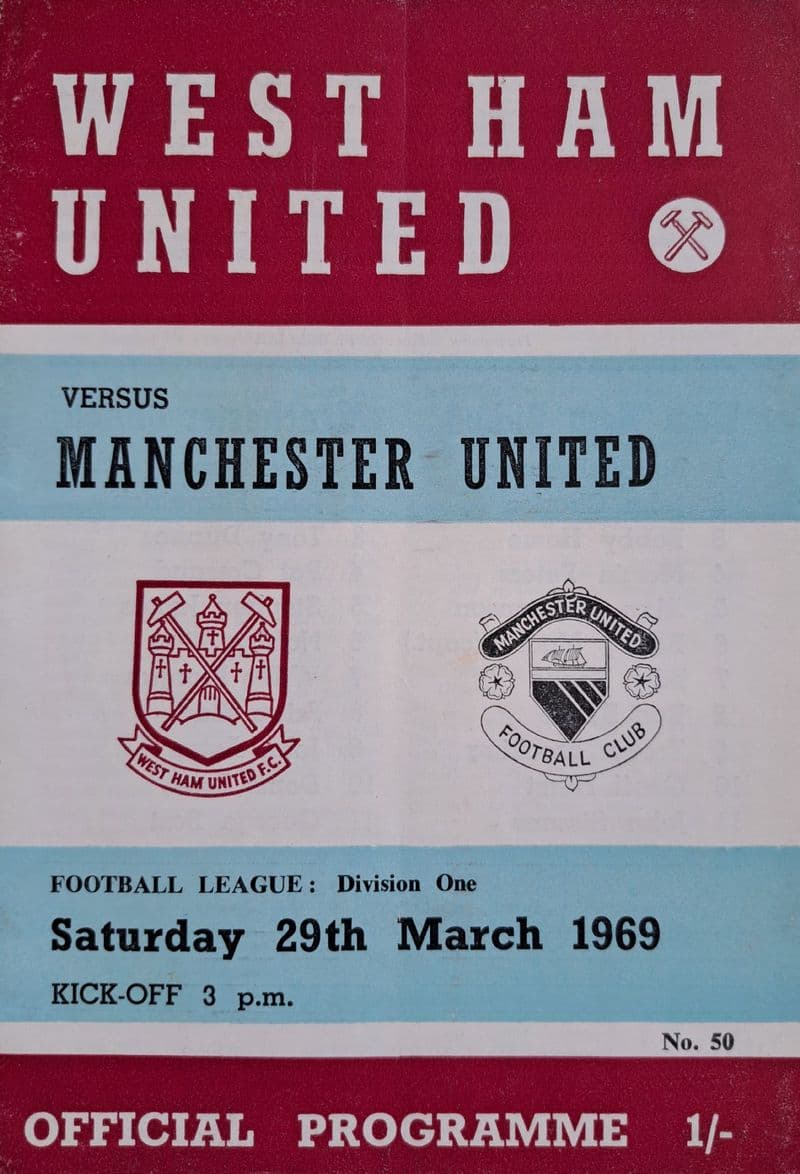 WEST HAM
UNITED
VERSUS
MANCHESTER UNITED
WEST HAM UNITED F.C.
MANCHESTER UNITED
FOOTBALL CLUB
FOOTBALL LEAGUE: Division One
Saturday 29th March 1969
KICK-OFF 3 p.m.
No. 50
OFFICIAL PROGRAMME 1/-